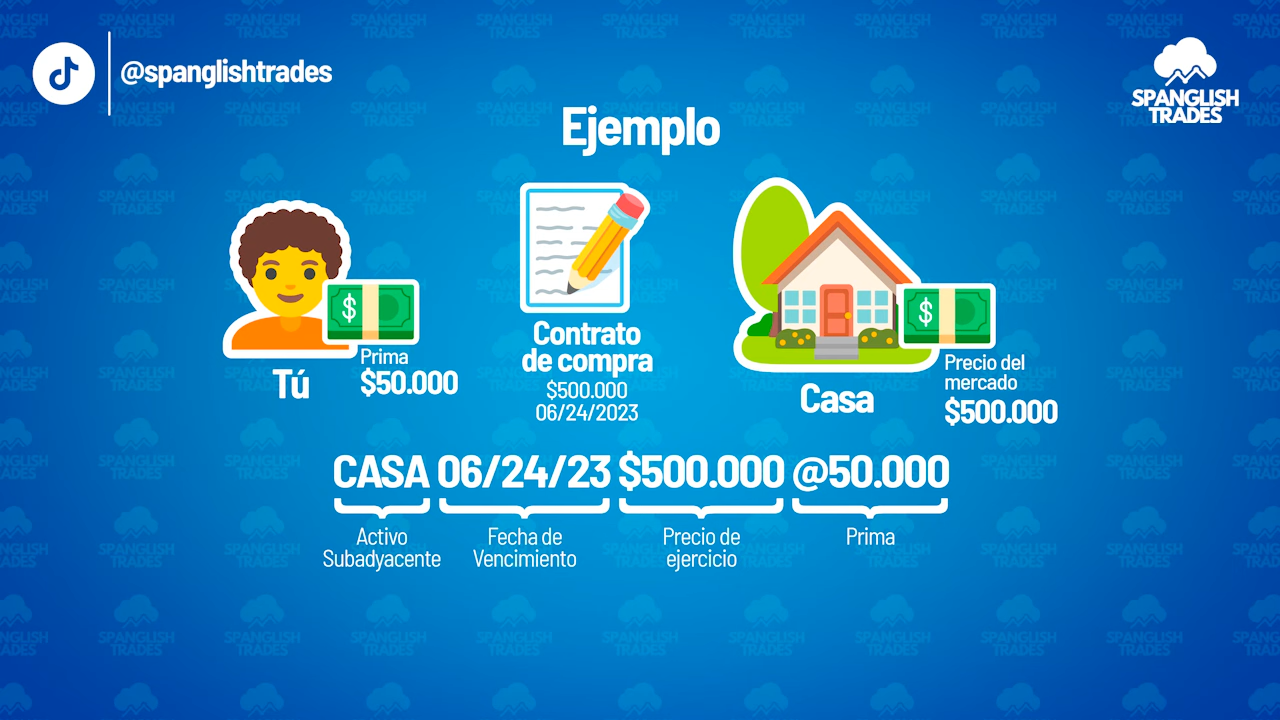 @spanglishtrades
SPANGLISH
TRADES
Ejemplo
Tú
Prima
$50.000
Contrato
de compra
$500.000
06/24/2023
Casa
Precio del
mercado
$500.000
CASA 06/24/23 $500.000 @50.000
Activo
Subadyacente
Fecha de
Vencimiento
Precio de
ejercicio
Prima